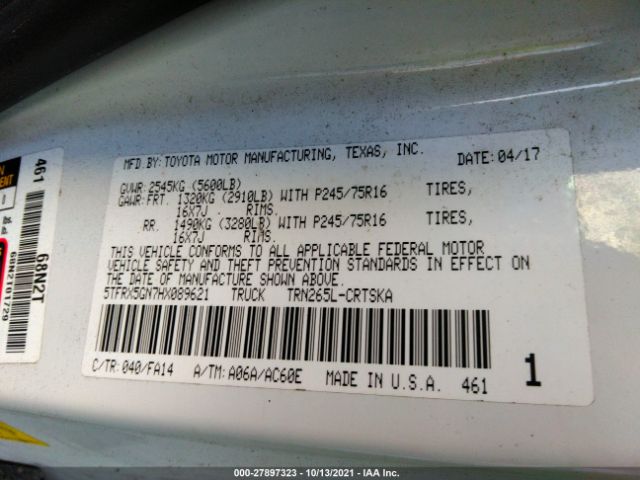 MFD BY: TOYOTA MOTOR MANUFACTURING, TEXAS, INC.
DATE: 04/17
GVWR: 2545KG (5600LB)
GAWR: FRT. 1320KG (2910LB) WITH P245/75R16 TIRES,
16X7J RIMS.
RR. 1490KG (3280LB) WITH P245/75R16 TIRES,
16X7J RIMS.
THIS VEHICLE CONFORMS TO ALL APPLICABLE FEDERAL MOTOR
VEHICLE SAFETY AND THEFT PREVENTION STANDARDS IN EFFECT ON
THE DATE OF MANUFACTURE SHOWN ABOVE.
5TFRX5GN7HX089621 TRUCK TRN265L-CRTSKA
C/TR: 040/FA14 A/TM: A06A/AC60E MADE IN U.S.A. 461
1
461
68N2T
68N2T01729
000-27897323 - 10/13/2021 - IAA Inc.